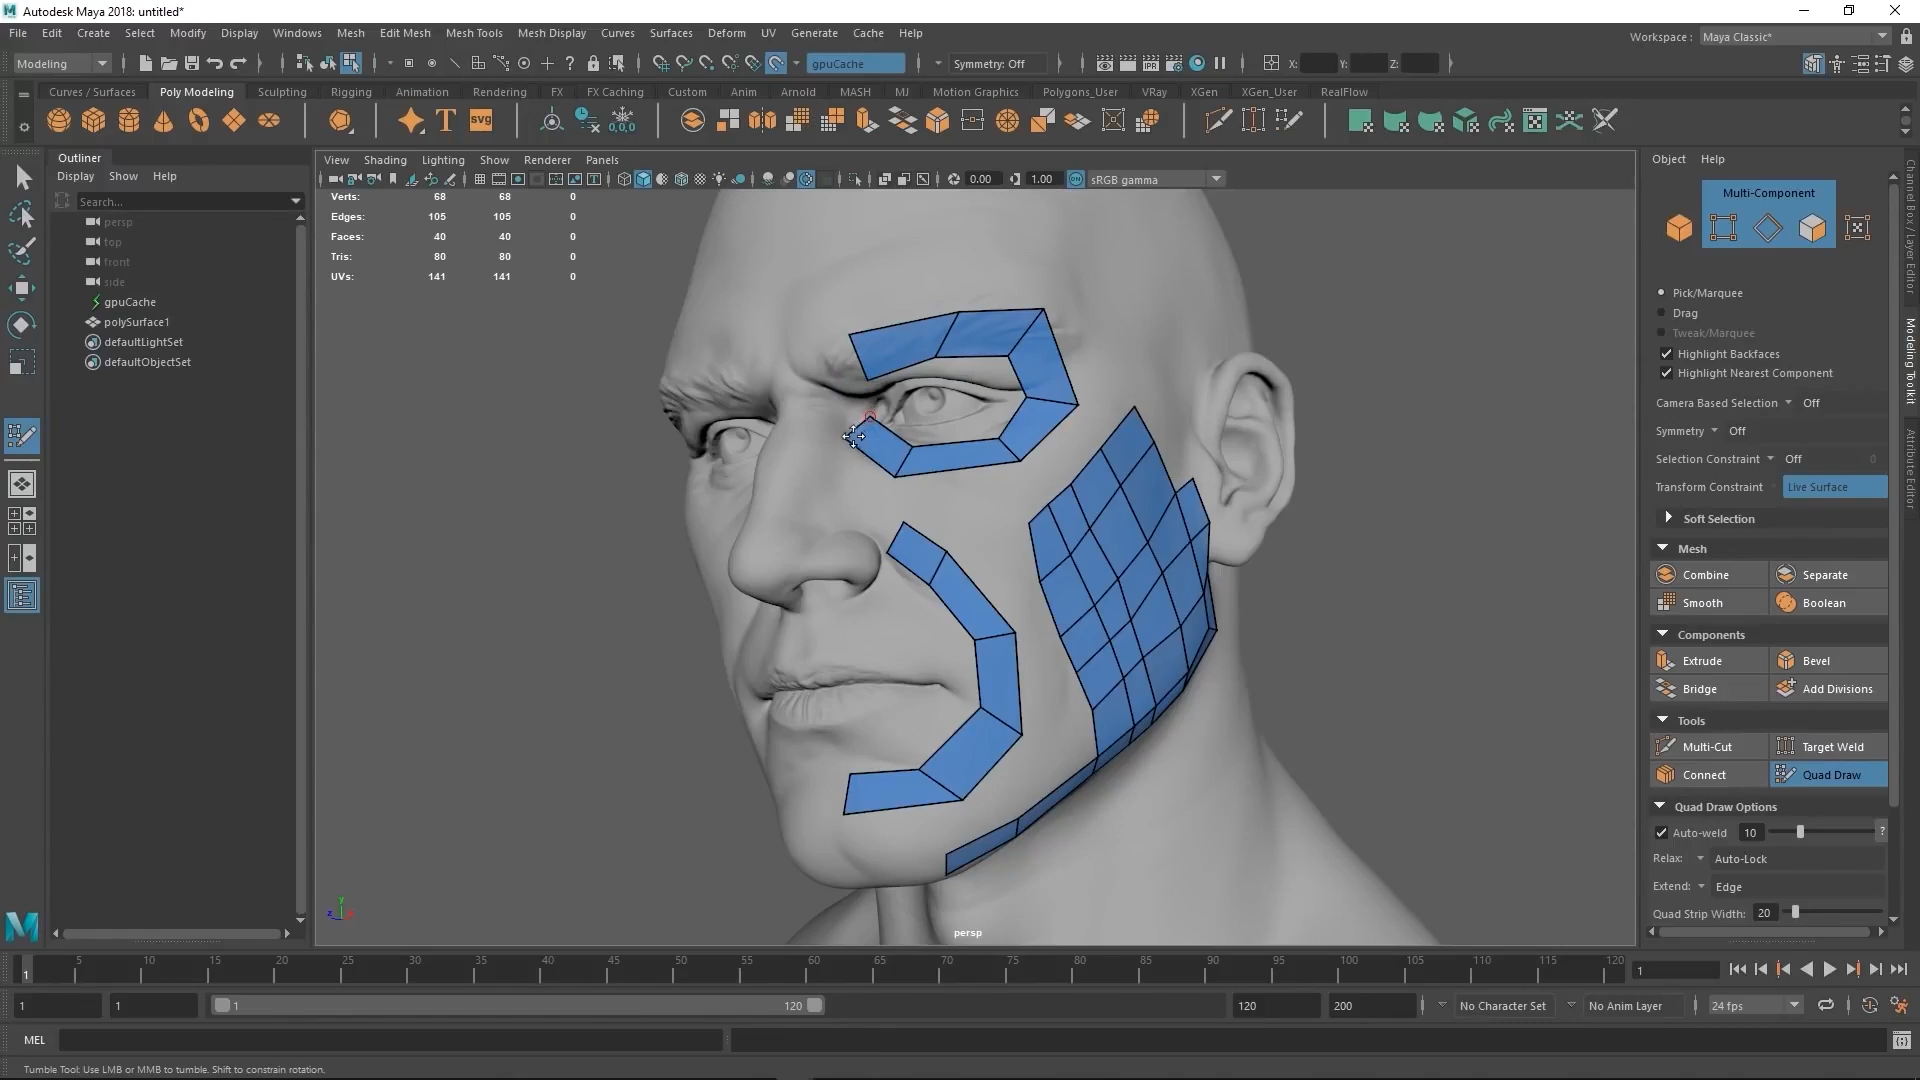 Autodesk Maya 2018: untitled*
File Edit Create Select Modify Display Windows Mesh Edit Mesh Mesh Tools Mesh Display Curves Surfaces Deform UV Generate Cache Help
Workspace : Maya Classic*
Modeling gpuCache Symmetry: Off X: Y: Z:
Curves / Surfaces Poly Modeling Sculpting Rigging Animation Rendering FX FX Caching Custom Anim Arnold MASH MJ Motion Graphics Polygons_User VRay XGen XGen_User RealFlow
T SVG 0,0,0
Outliner
Display Show Help
Search...
persp
top
front
side
gpuCache
polySurface1
defaultLightSet
defaultObjectSet
View Shading Lighting Show Renderer Panels
0.00 1.00 ON sRGB gamma
Verts: 68 68 0
Edges: 105 105 0
Faces: 40 40 0
Tris: 80 80 0
UVs: 141 141 0
y
z
persp
Object Help
Multi-Component
Pick/Marquee
Drag
Tweak/Marquee
Highlight Backfaces
Highlight Nearest Component
Camera Based Selection Off
Symmetry Off
Selection Constraint Off 0
Transform Constraint Live Surface
Soft Selection
Mesh
Combine Separate
Smooth Boolean
Components
Extrude Bevel
Bridge Add Divisions
Tools
Multi-Cut Target Weld
Connect Quad Draw
Quad Draw Options
Auto-weld 10 ?
Relax: Auto-Lock
Extend: Edge
Quad Strip Width: 20
Channel Box / Layer Editor
Modeling Toolkit
Attribute Editor
1 5 10 15 20 25 30 35 40 45 50 55 60 65 70 75 80 85 90 95 100 105 110 115 120 1
1 1 1 120 120 200 No Character Set No Anim Layer 24 fps
MEL
Tumble Tool: Use LMB or MMB to tumble. Shift to constrain rotation.